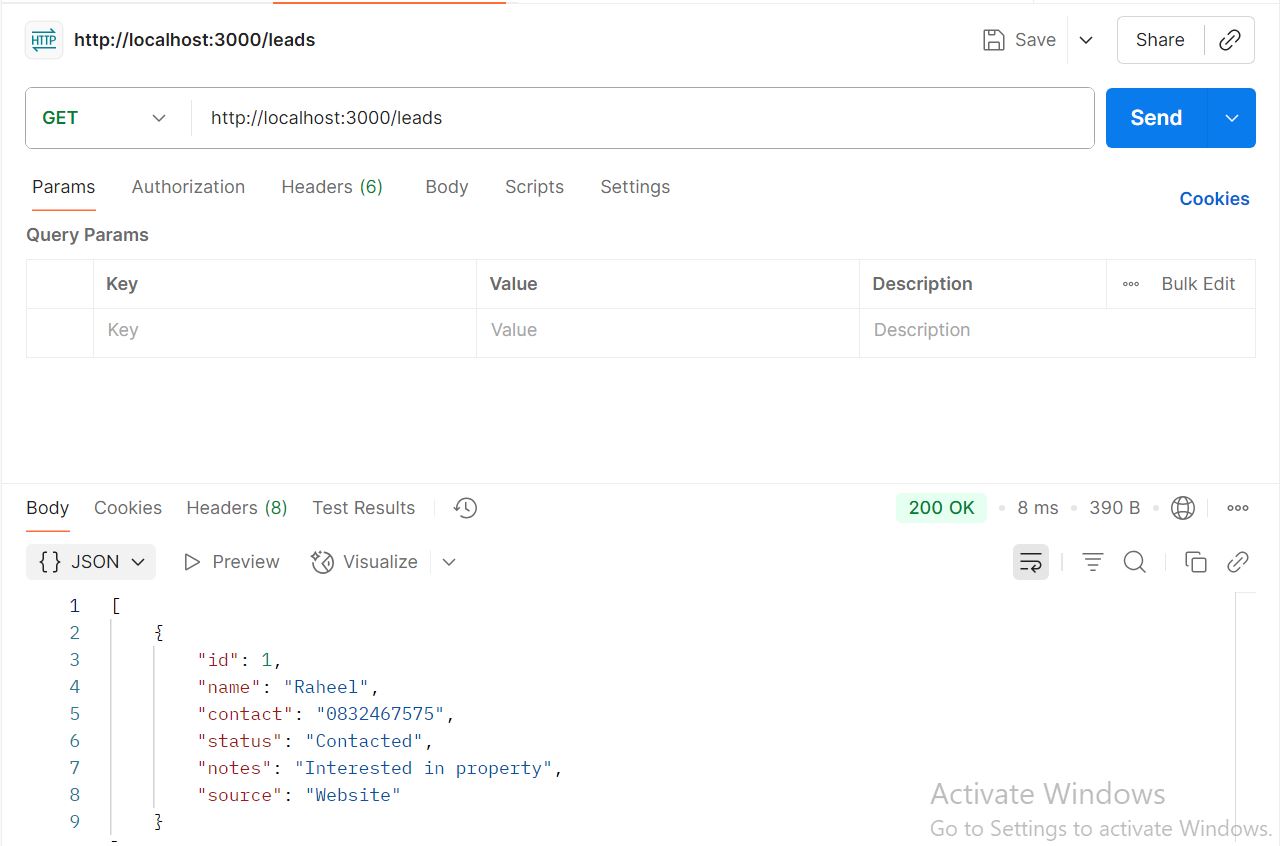 HTTP http://localhost:3000/leads Save Share
GET http://localhost:3000/leads Send
Params Authorization Headers (6) Body Scripts Settings Cookies
Query Params
Key Value Description Bulk Edit
Key Value Description
Body Cookies Headers (8) Test Results 200 OK 8 ms 390 B
{} JSON Preview Visualize
1 [
2 {
3 "id": 1,
4 "name": "Raheel",
5 "contact": "0832467575",
6 "status": "Contacted",
7 "notes": "Interested in property",
8 "source": "Website"
9 }
Activate Windows
Go to Settings to activate Windows.